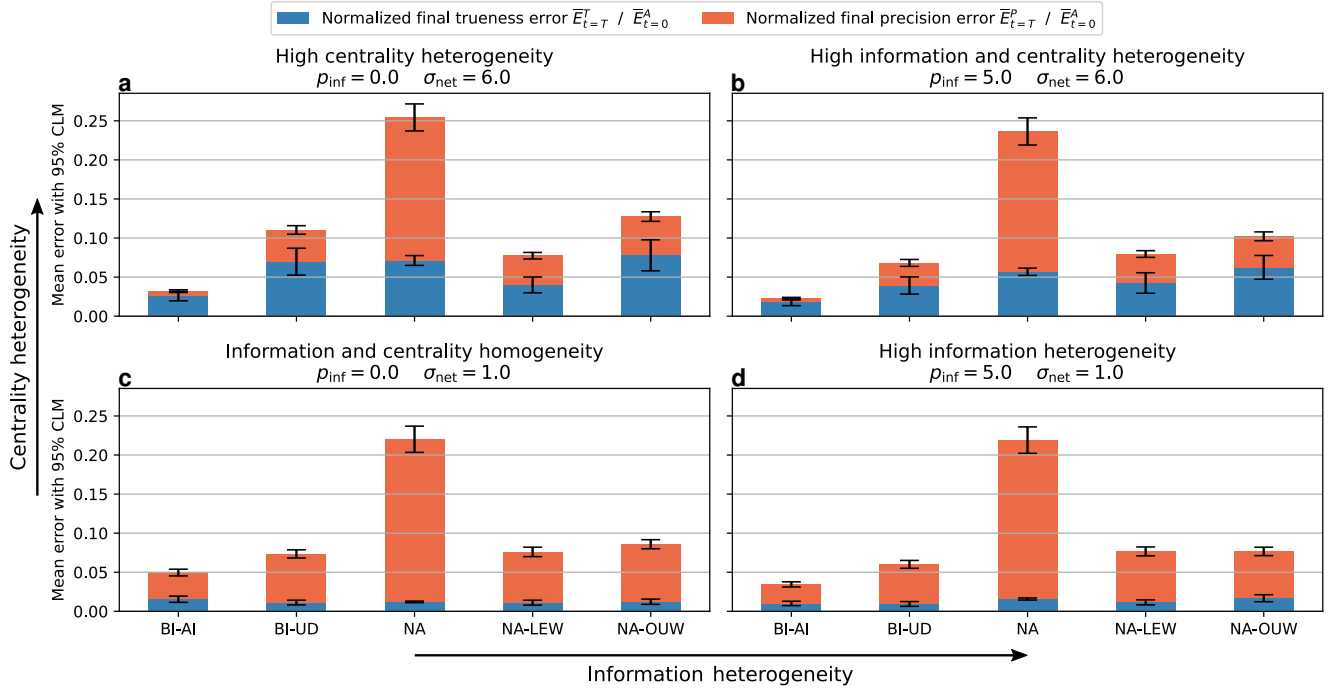 Normalized final trueness error E̅ᵀₜ₌T / E̅ᴬₜ₌₀ Normalized final precision error E̅ᴾₜ₌T / E̅ᴬₜ₌₀
a
High centrality heterogeneity
p_inf = 0.0 σ_net = 6.0
Mean error with 95% CLM
0.25
0.20
0.15
0.10
0.05
0.00
b
High information and centrality heterogeneity
p_inf = 5.0 σ_net = 6.0
Centrality heterogeneity
c
Information and centrality homogeneity
p_inf = 0.0 σ_net = 1.0
Mean error with 95% CLM
0.25
0.20
0.15
0.10
0.05
0.00
BI-AI BI-UD NA NA-LEW NA-OUW
d
High information heterogeneity
p_inf = 5.0 σ_net = 1.0
BI-AI BI-UD NA NA-LEW NA-OUW
Information heterogeneity